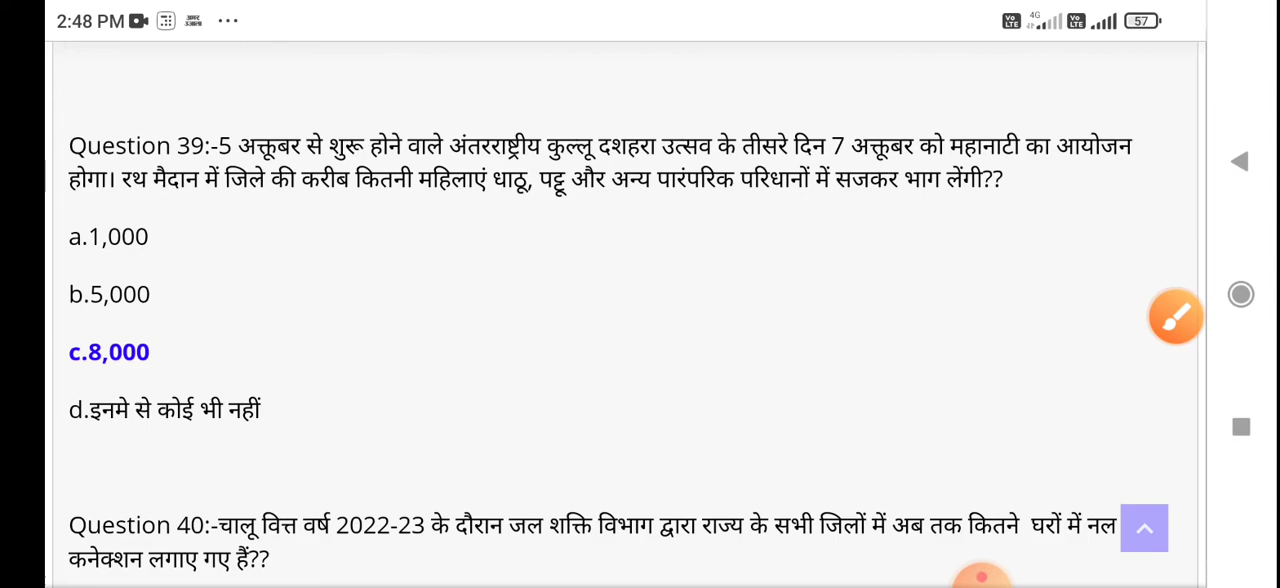 2:48 PM
4G
57
Question 39:-5 अक्तूबर से शुरू होने वाले अंतरराष्ट्रीय कुल्लू दशहरा उत्सव के तीसरे दिन 7 अक्तूबर को महानाटी का आयोजन
होगा। रथ मैदान में जिले की करीब कितनी महिलाएं धाठू, पट्टू और अन्य पारंपरिक परिधानों में सजकर भाग लेंगी??
a.1,000
b.5,000
c.8,000
d.इनमे से कोई भी नहीं
Question 40:-चालू वित्त वर्ष 2022-23 के दौरान जल शक्ति विभाग द्वारा राज्य के सभी जिलों में अब तक कितने घरों में नल
कनेक्शन लगाए गए हैं??